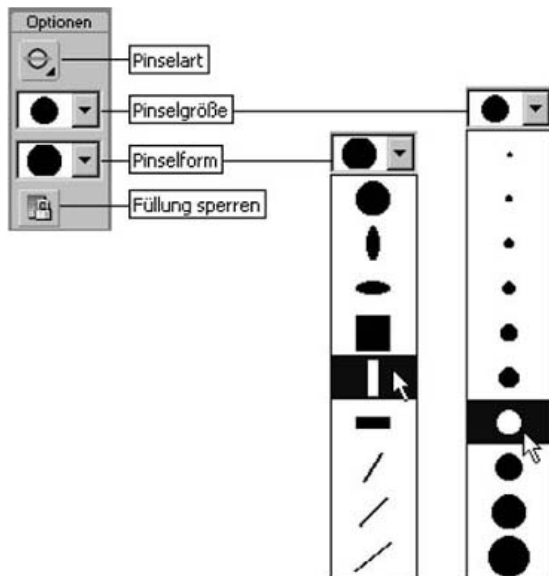 Optionen
Pinselart
Pinselgröße
Pinselform
Füllung sperren